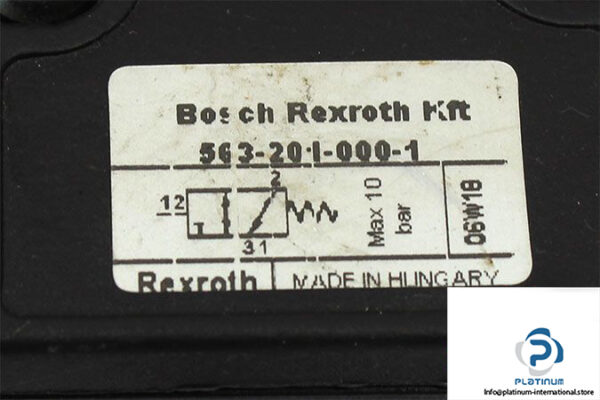 Bosch Rexroth Kft
563-201-000-1
2
12
31
Max 10
bar
06W18
Rexroth
MADE IN HUNGARY
PLATINUM
Info@platinum-international.store